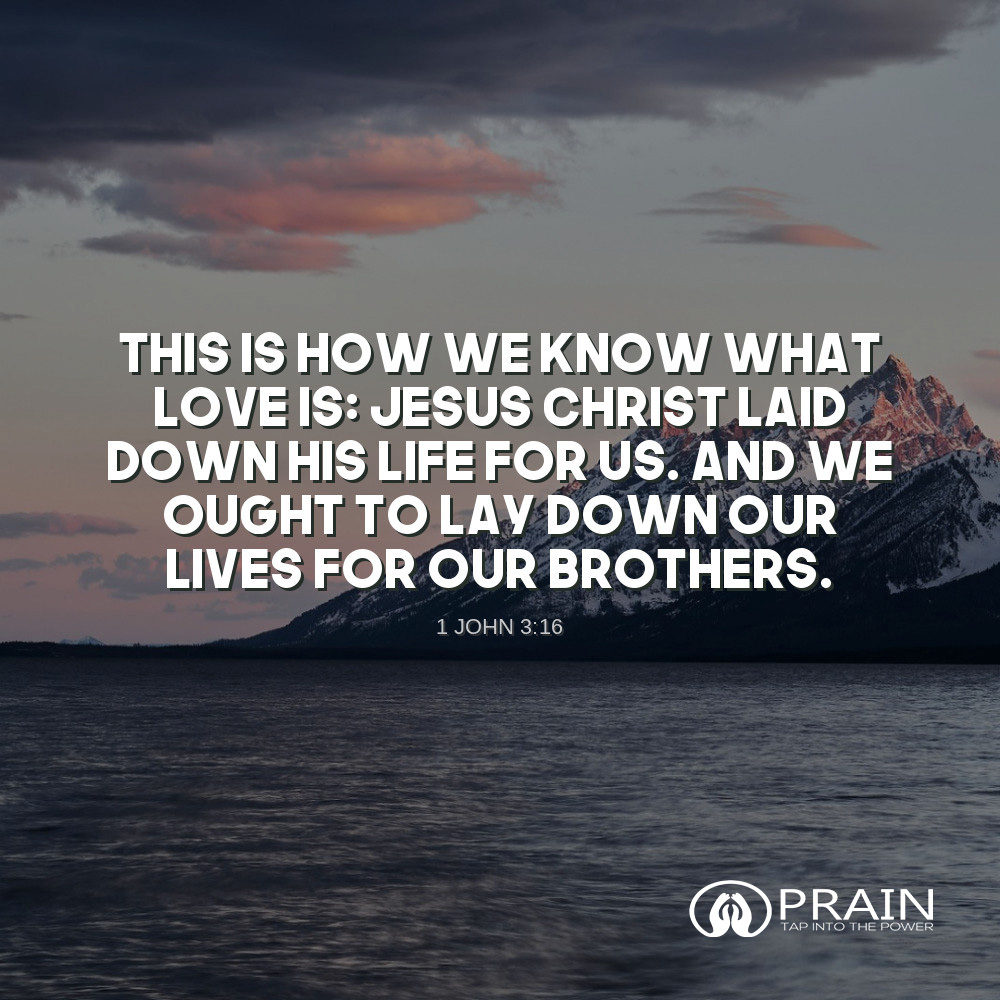 THIS IS HOW WE KNOW WHAT
LOVE IS: JESUS CHRIST LAID
DOWN HIS LIFE FOR US. AND WE
OUGHT TO LAY DOWN OUR
LIVES FOR OUR BROTHERS.
1 JOHN 3:16
PRAIN
TAP INTO THE POWER